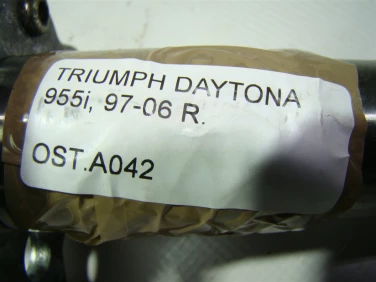 TRIUMPH DAYTONA
955i, 97-06 R.
OST.A042